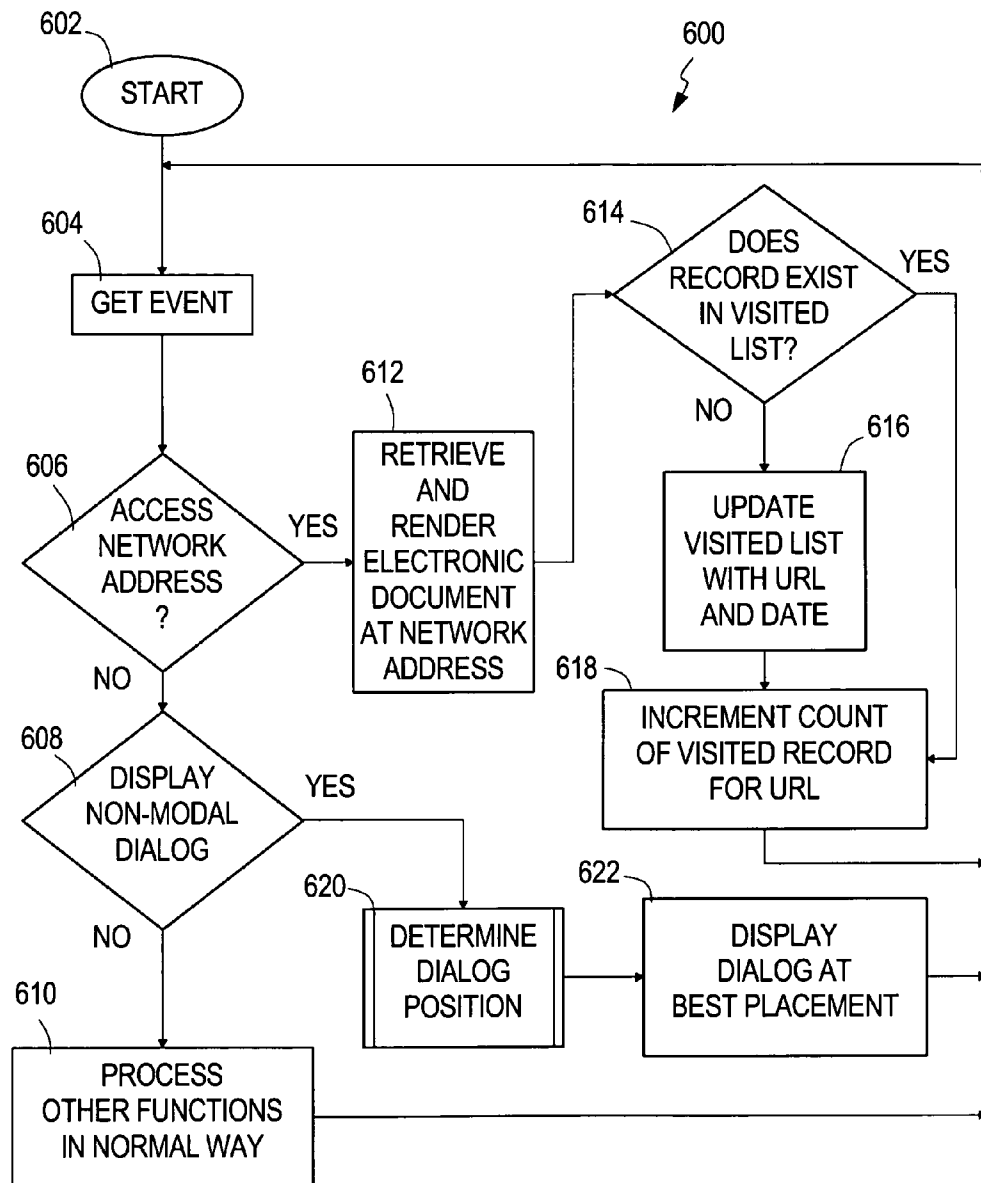 602
START
600
604
GET EVENT
606
ACCESS
NETWORK
ADDRESS
?
YES
NO
612
RETRIEVE
AND
RENDER
ELECTRONIC
DOCUMENT
AT NETWORK
ADDRESS
614
DOES
RECORD EXIST
IN VISITED
LIST?
YES
NO
616
UPDATE
VISITED LIST
WITH URL
AND DATE
618
INCREMENT COUNT
OF VISITED RECORD
FOR URL
608
DISPLAY
NON-MODAL
DIALOG
YES
NO
620
DETERMINE
DIALOG
POSITION
622
DISPLAY
DIALOG AT
BEST PLACEMENT
610
PROCESS
OTHER FUNCTIONS
IN NORMAL WAY